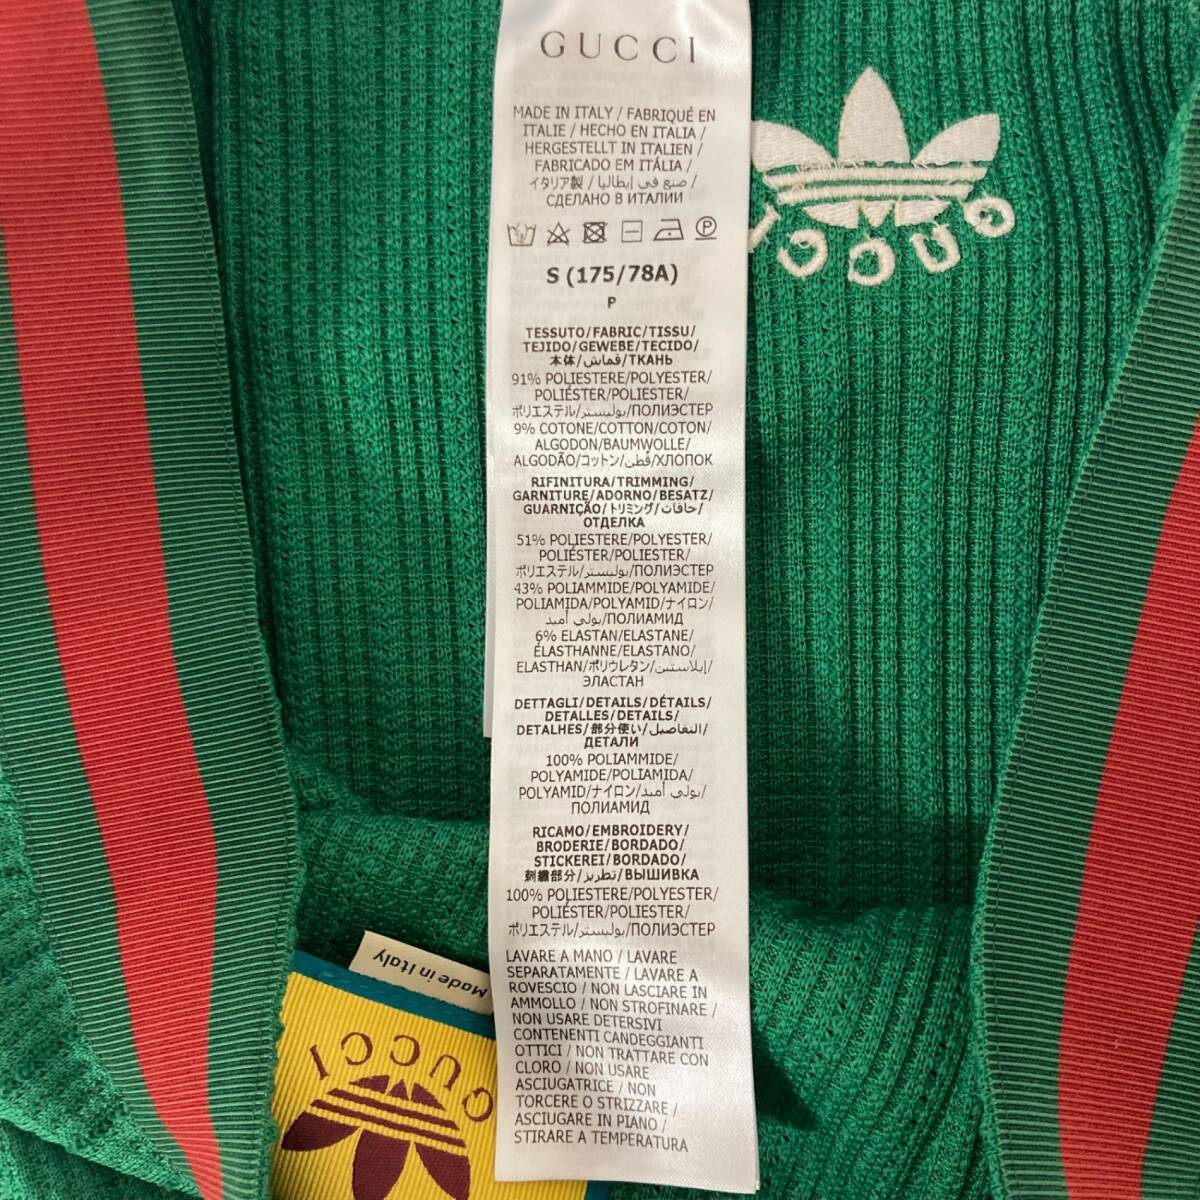 GUCCI
MADE IN ITALY / FABRIQUÉ EN
ITALIE / HECHO EN ITALIA /
HERGESTELLT IN ITALIEN /
FABRICADO EM ITÁLIA /
イタリア製 / صنع في إيطاليا /
СДЕЛАНО В ИТАЛИИ
P
S (175/78A)
P
TESSUTO/FABRIC/TISSU/
TEJIDO/GEWEBE/TECIDO/
本体/قماش/ТКАНЬ
91% POLIESTERE/POLYESTER/
POLIÉSTER/POLIESTER/
ポリエステル/بوليستر/ПОЛИЭСТЕР
9% COTONE/COTTON/COTON/
ALGODON/BAUMWOLLE/
ALGODÃO/コットン/قطن/ХЛОПОК
RIFINITURA/TRIMMING/
GARNITURE/ADORNO/BESATZ/
GUARNIÇÃO/トリミング/حافات/
ОТДЕЛКА
51% POLIESTERE/POLYESTER/
POLIÉSTER/POLIESTER/
ポリエステル/بوليستر/ПОЛИЭСТЕР
43% POLIAMMIDE/POLYAMIDE/
POLIAMIDA/POLYAMID/ナイロン/
بولي أميد/ПОЛИАМИД
6% ELASTAN/ELASTANE/
ÉLASTHANNE/ELASTANO/
ELASTHAN/ポリウレタン/إيلاستين/
ЭЛАСТАН
DETTAGLI/DETAILS/DÉTAILS/
DETALLES/DETAILS/
DETALHES/部分使い/التفاصيل/
ДЕТАЛИ
100% POLIAMMIDE/
POLYAMIDE/POLIAMIDA/
POLYAMID/ナイロン/بولي أميد/
ПОЛИАМИД
RICAMO/EMBROIDERY/
BRODERIE/BORDADO/
STICKEREI/BORDADO/
刺繍部分/تطريز/ВЫШИВКА
100% POLIESTERE/POLYESTER/
POLIÉSTER/POLIESTER/
ポリエステル/بوليستر/ПОЛИЭСТЕР
LAVARE A MANO / LAVARE
SEPARATAMENTE / LAVARE A
ROVESCIO / NON LASCIARE IN
AMMOLLO / NON STROFINARE /
NON USARE DETERSIVI
CONTENENTI CANDEGGIANTI
OTTICI / NON TRATTARE CON
CLORO / NON USARE
ASCIUGATRICE / NON
TORCERE O STRIZZARE /
ASCIUGARE IN PIANO /
STIRARE A TEMPERATURA
GUCCI
Made in Italy
GUCCI